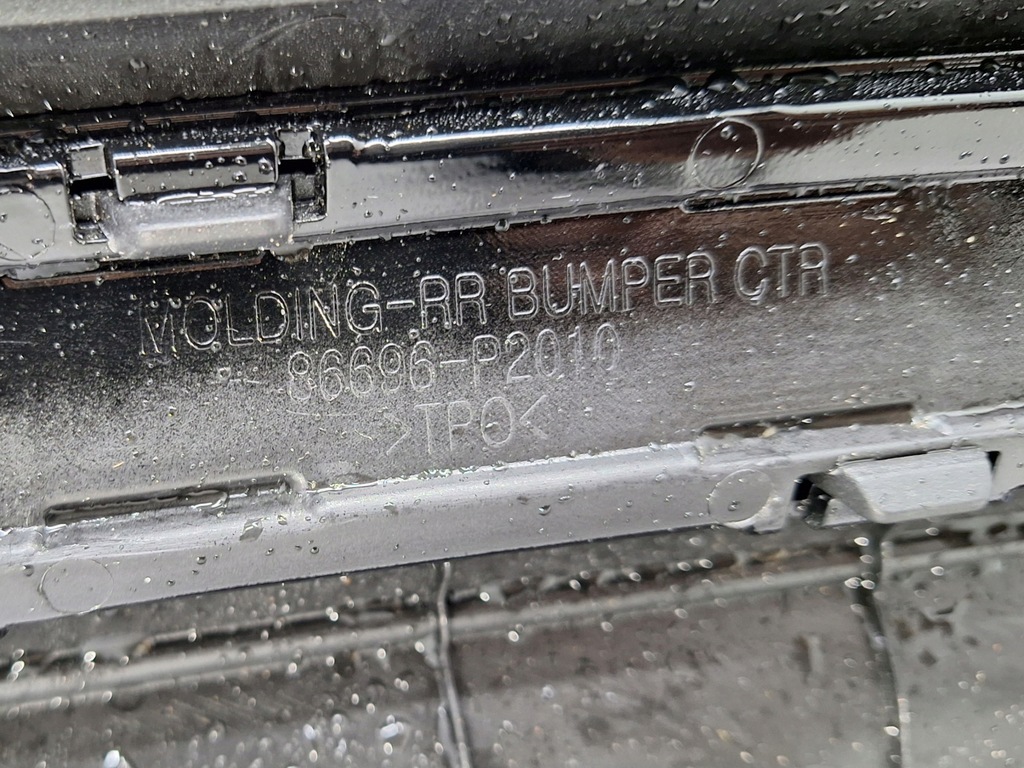 MOLDING-RR BUMPER CTR
86696-P2010
>TPO<